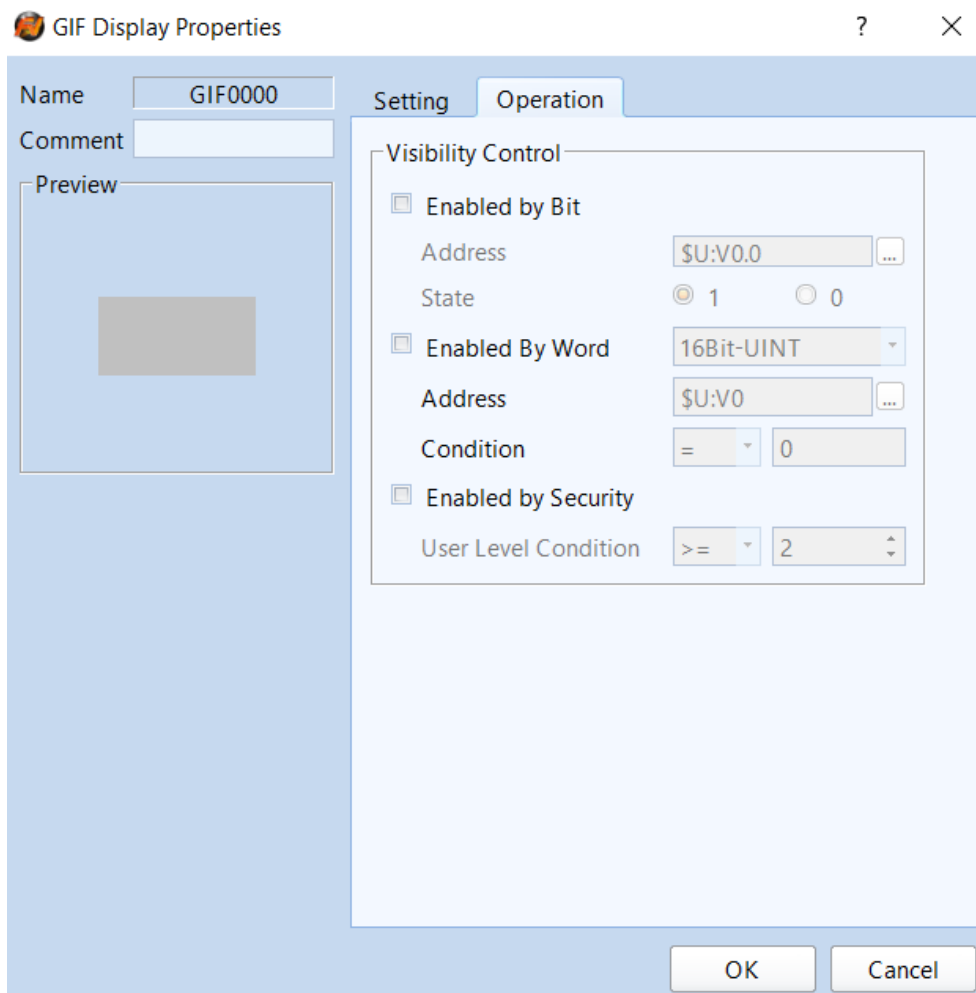 GIF Display Properties ?
Name GIF0000
Comment
Preview
Setting Operation
Visibility Control
Enabled by Bit
Address $U:V0.0 ...
State 1 0
Enabled By Word 16Bit-UINT
Address $U:V0 ...
Condition = 0
Enabled by Security
User Level Condition >= 2
OK Cancel